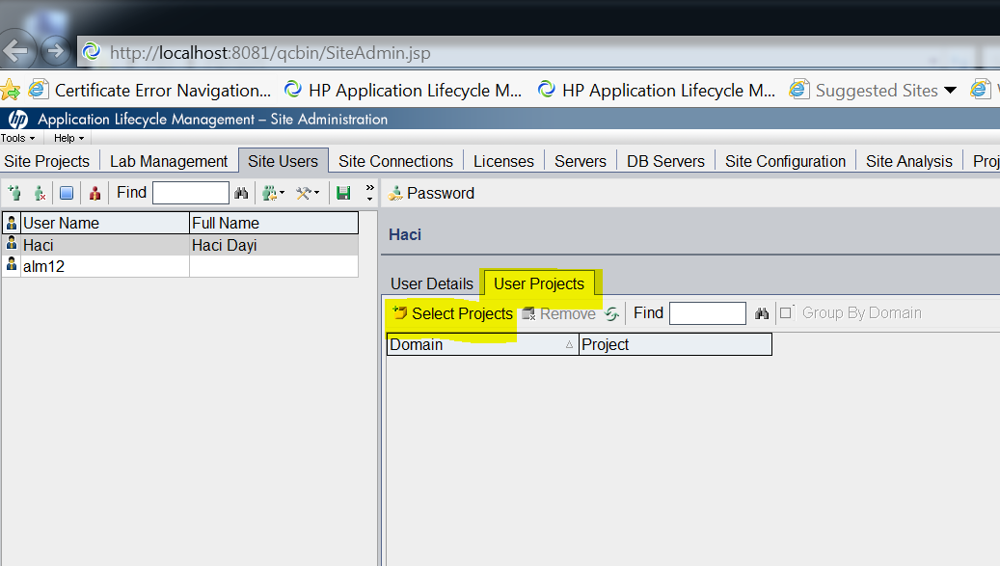 http://localhost:8081/qcbin/SiteAdmin.jsp
Certificate Error Navigation... HP Application Lifecycle M... HP Application Lifecycle M... Suggested Sites
hp Application Lifecycle Management – Site Administration
Tools Help
Site Projects Lab Management Site Users Site Connections Licenses Servers DB Servers Site Configuration Site Analysis Proj
Find » Password
User Name Full Name
Haci Haci Dayi
alm12
Haci
User Details User Projects
Select Projects Remove Find Group By Domain
Domain Project